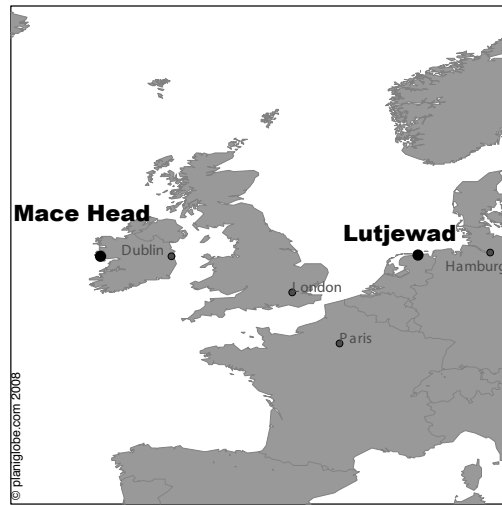 Mace Head
Dublin
Lutjewad
Hamburg
London
Paris
© planiglobe.com 2008